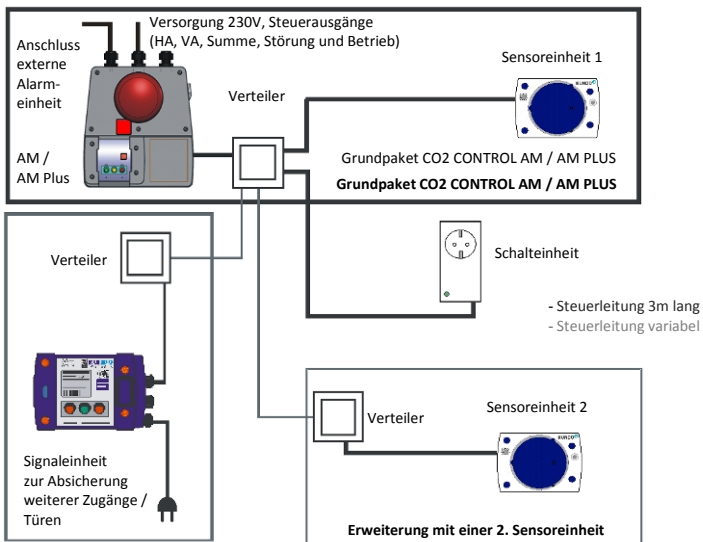 Versorgung 230V, Steuerausgänge
(HA, VA, Summe, Störung und Betrieb)
Anschluss
externe
Alarm-
einheit
Verteiler
Sensoreinheit 1
AM /
AM Plus
Grundpaket CO2 CONTROL AM / AM PLUS
Grundpaket CO2 CONTROL AM / AM PLUS
Verteiler
Schalteinheit
- Steuerleitung 3m lang
- Steuerleitung variabel
Verteiler
Sensoreinheit 2
Signaleinheit
zur Absicherung
weiterer Zugänge /
Türen
Erweiterung mit einer 2. Sensoreinheit